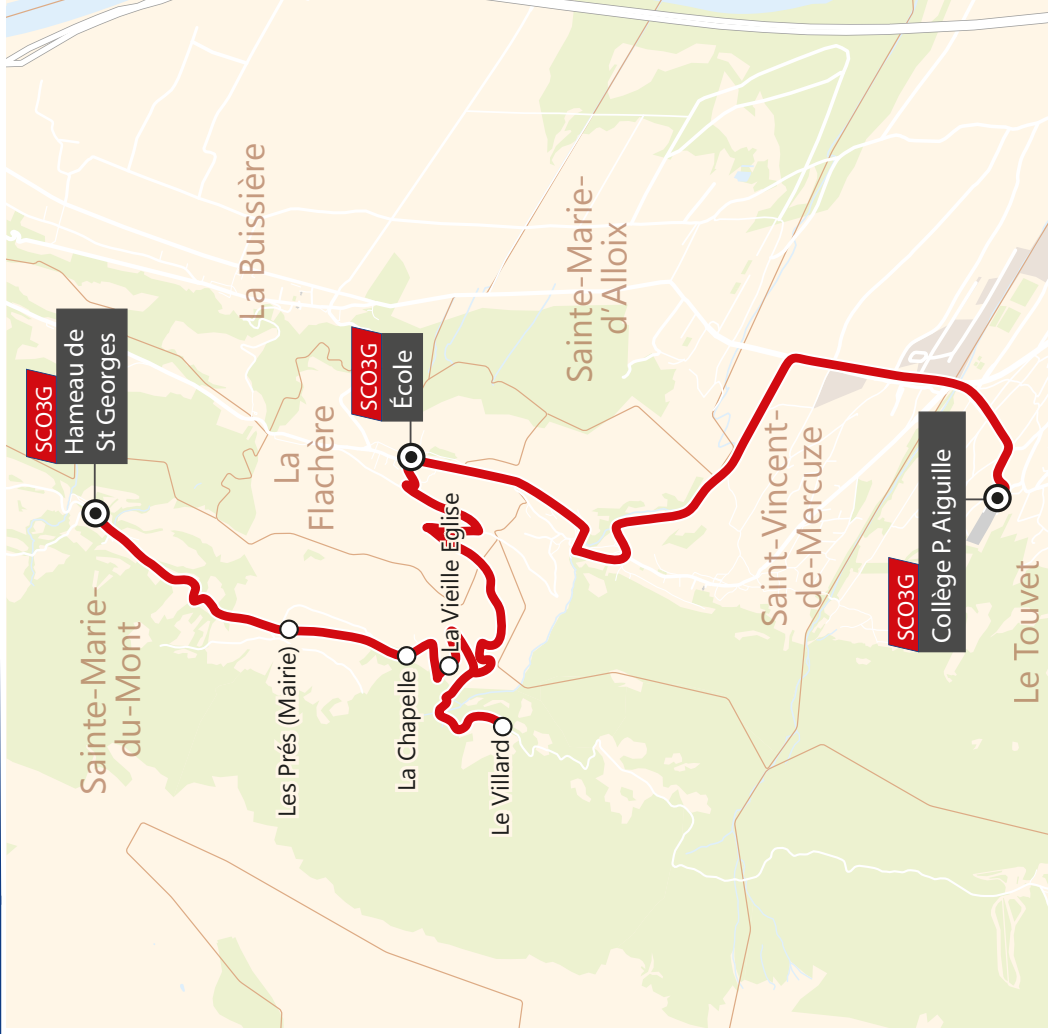 SCO3G
Hameau de
St Georges
La Buissière
SCO3G
École
La
Flachère
Sainte-Marie-
d'Alloix
Sainte-Marie-
du-Mont
Les Prés (Mairie)
La Chapelle
La Vieille Eglise
Le Villard
Saint-Vincent-
de-Mercuze
SCO3G
Collège P. Aiguille
Le Touvet